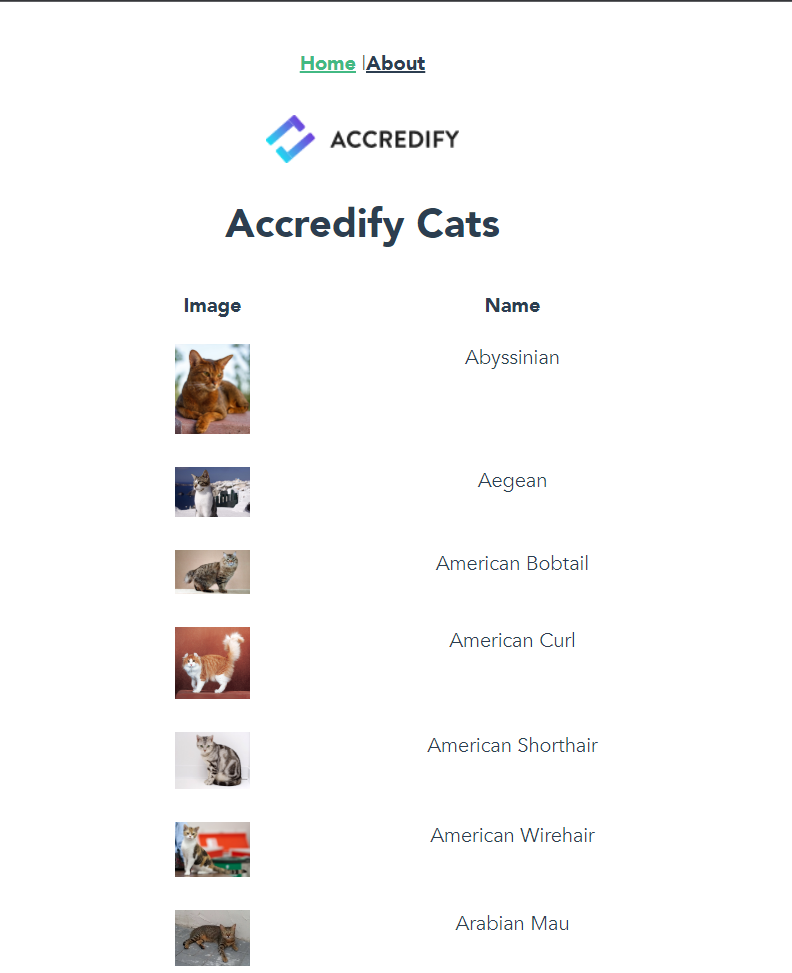 Home |About
ACCREDIFY
Accredify Cats
Image Name
Abyssinian
Aegean
American Bobtail
American Curl
American Shorthair
American Wirehair
Arabian Mau